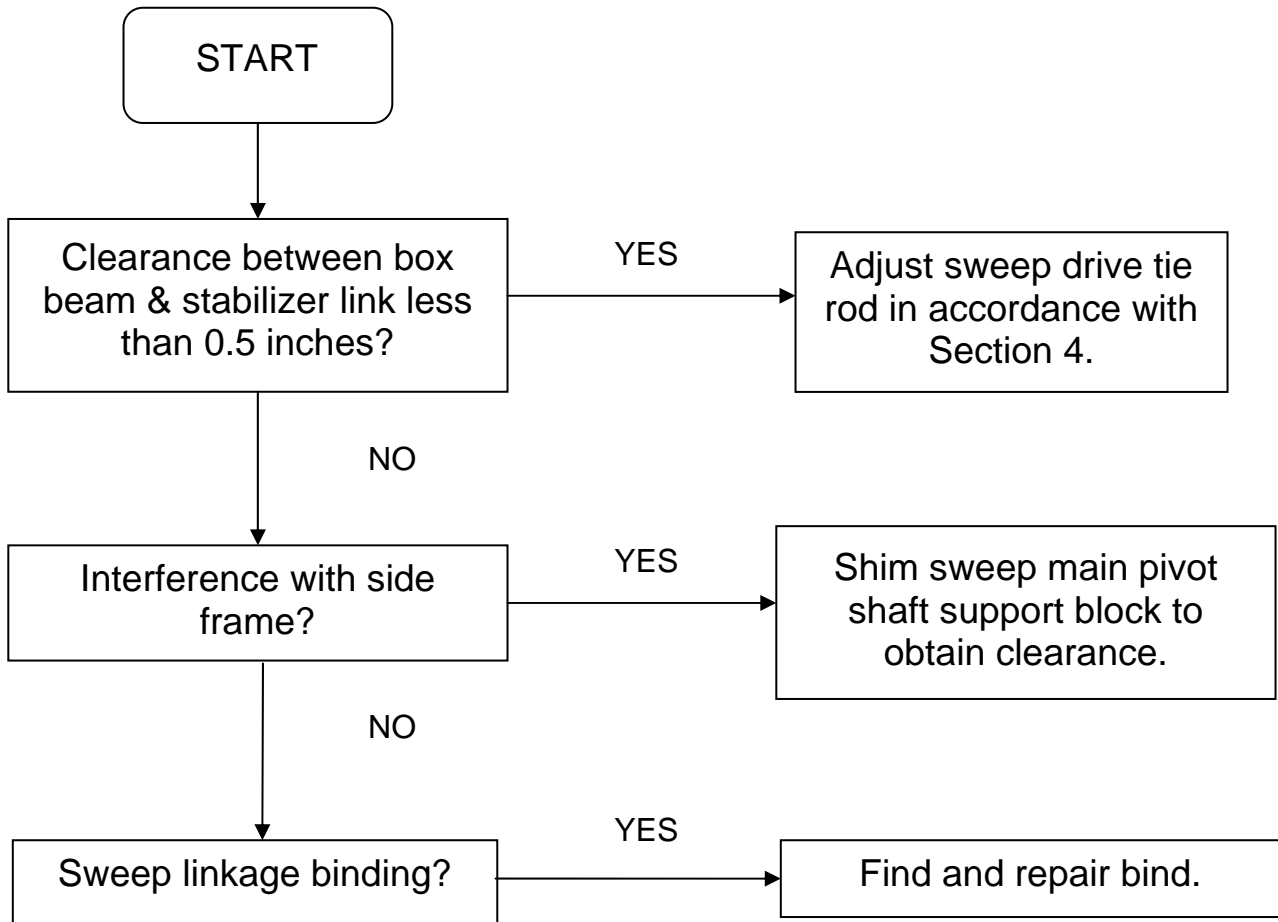 START
Clearance between box
beam & stabilizer link less
than 0.5 inches?
YES
Adjust sweep drive tie
rod in accordance with
Section 4.
NO
Interference with side
frame?
YES
Shim sweep main pivot
shaft support block to
obtain clearance.
NO
Sweep linkage binding?
YES
Find and repair bind.